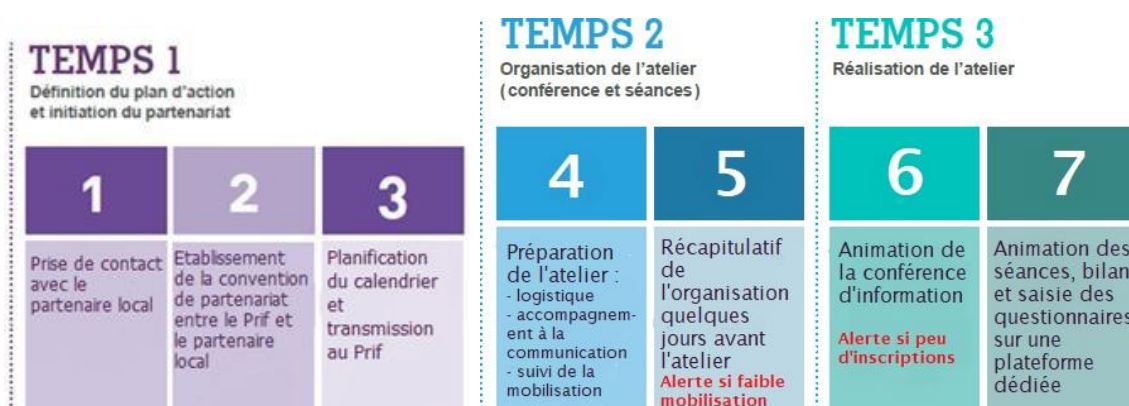 TEMPS 1
Définition du plan d'action
et initiation du partenariat
1
Prise de contact
avec le
partenaire local
2
Etablissement
de la convention
de partenariat
entre le Prif et
le partenaire
local
3
Planification
du calendrier
et
transmission
au Prif
TEMPS 2
Organisation de l'atelier
(conférence et séances)
4
Préparation
de l'atelier :
- logistique
- accompagnem-
ent à la
communication
- suivi de la
mobilisation
5
Récapitulatif
de
l'organisation
quelques
jours avant
l'atelier
Alerte si faible
mobilisation
TEMPS 3
Réalisation de l'atelier
6
Animation de
la conférence
d'information
Alerte si peu
d'inscriptions
7
Animation des
séances, bilan
et saisie des
questionnaires
sur une
plateforme
dédiée